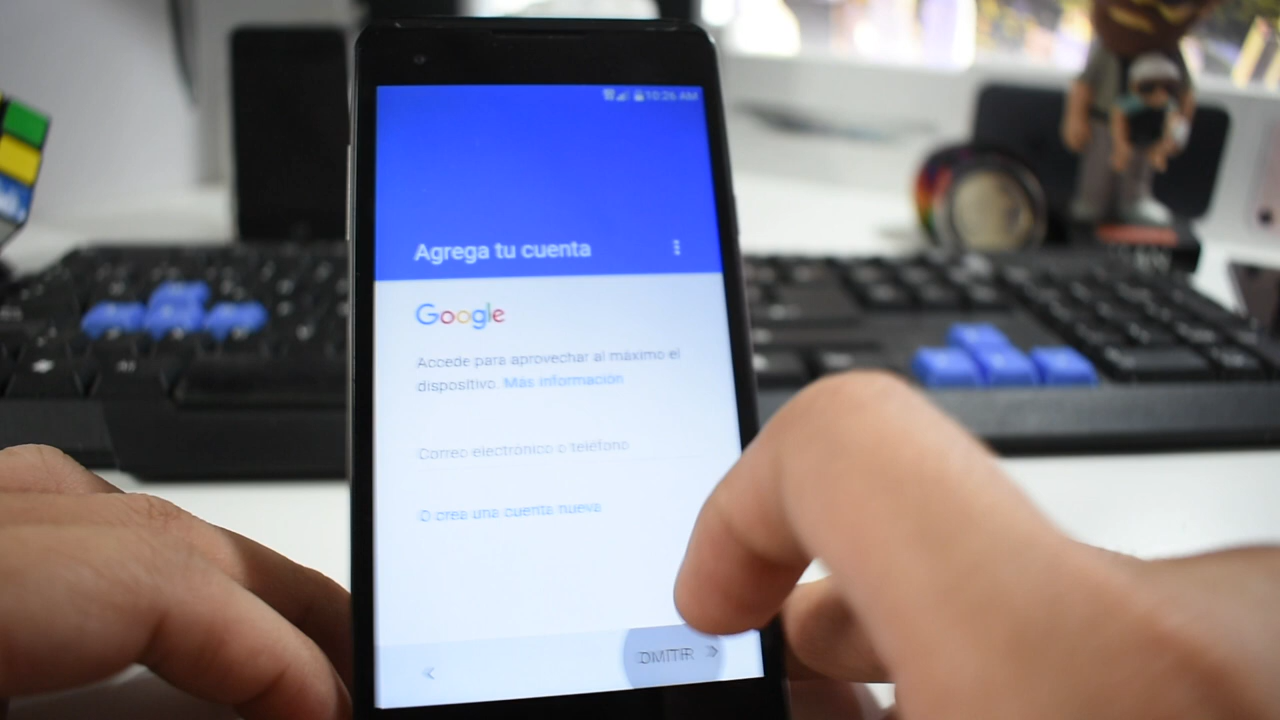 10:26 AM
Agrega tu cuenta
Google
Accede para aprovechar al máximo el
dispositivo. Más información
Correo electrónico o teléfono
O crea una cuenta nueva
OMITIR